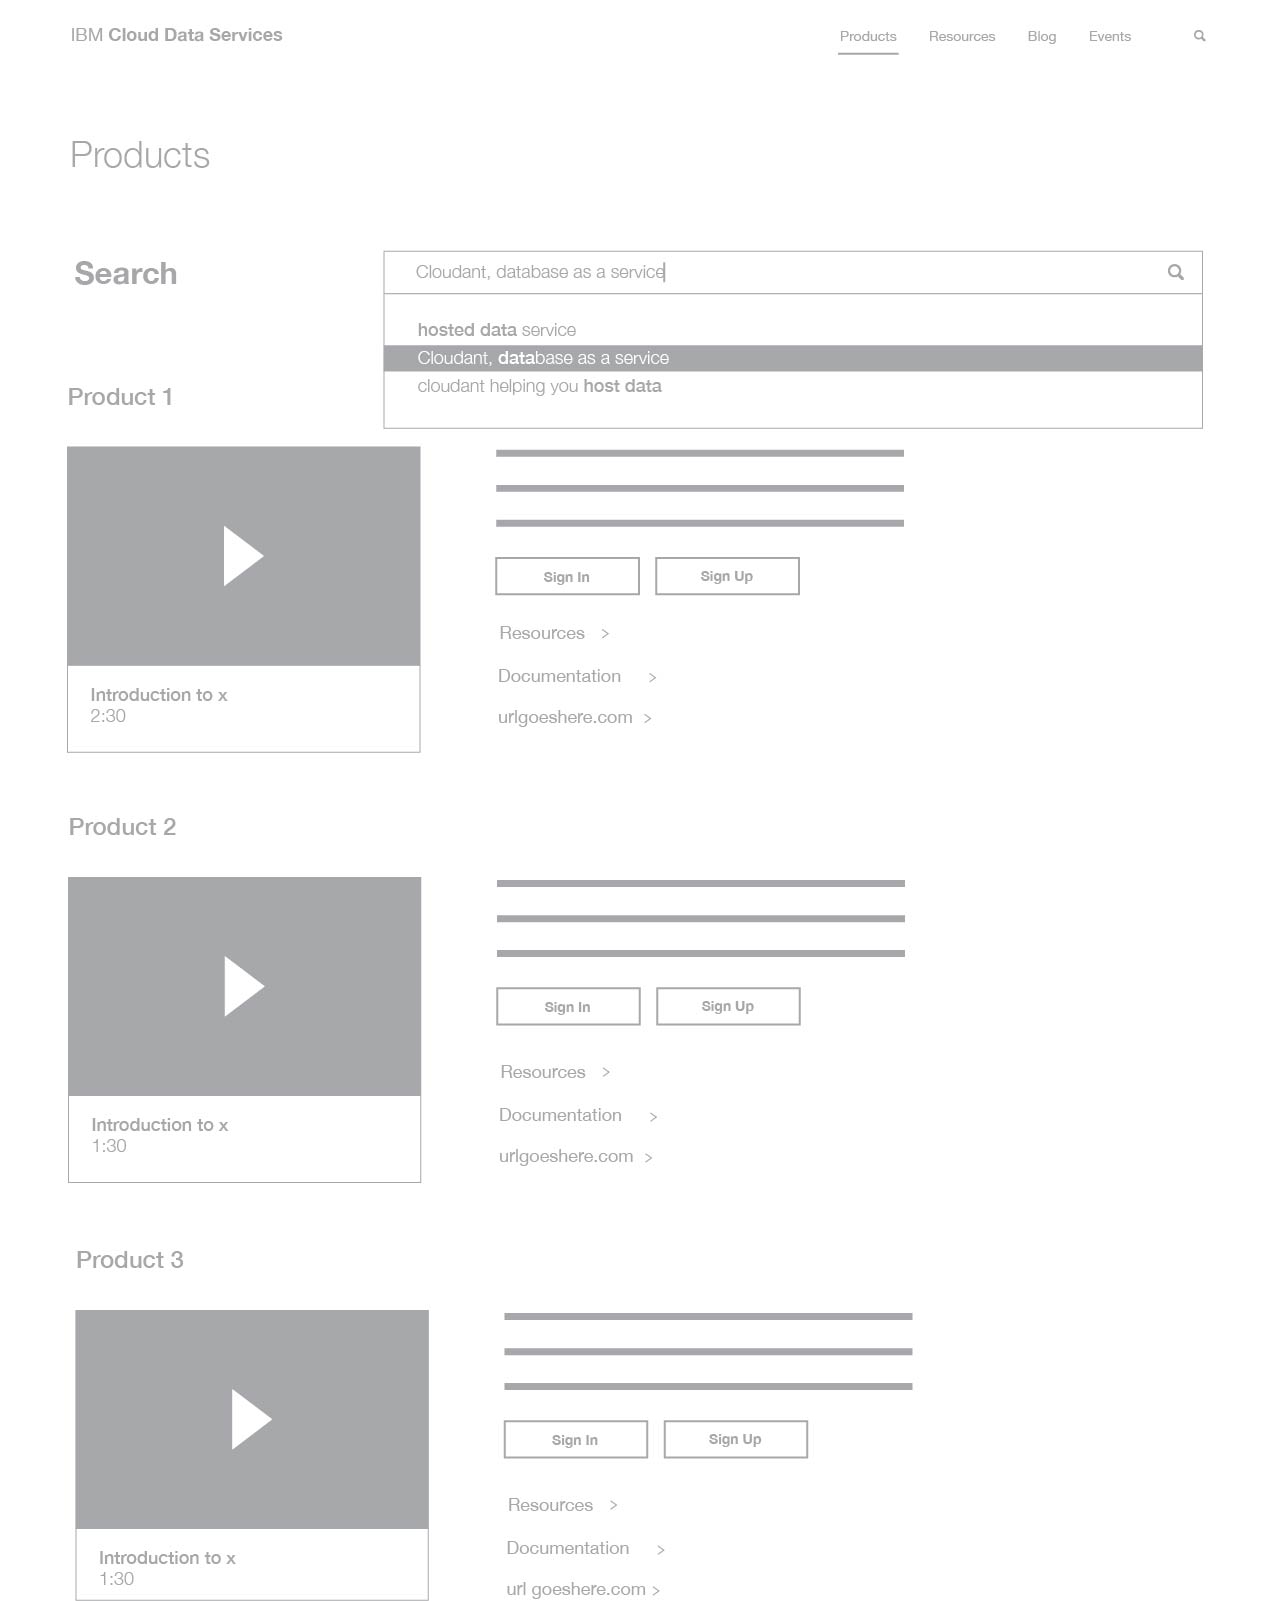 IBM Cloud Data Services
Products Resources Blog Events
Products
Search
Cloudant, database as a service
hosted data service
Cloudant, database as a service
cloudant helping you host data
Product 1
Sign In Sign Up
Resources >
Documentation >
urlgoeshere.com >
Introduction to x
2:30
Product 2
Sign In Sign Up
Resources >
Documentation >
urlgoeshere.com >
Introduction to x
1:30
Product 3
Sign In Sign Up
Resources >
Documentation >
url goeshere.com >
Introduction to x
1:30